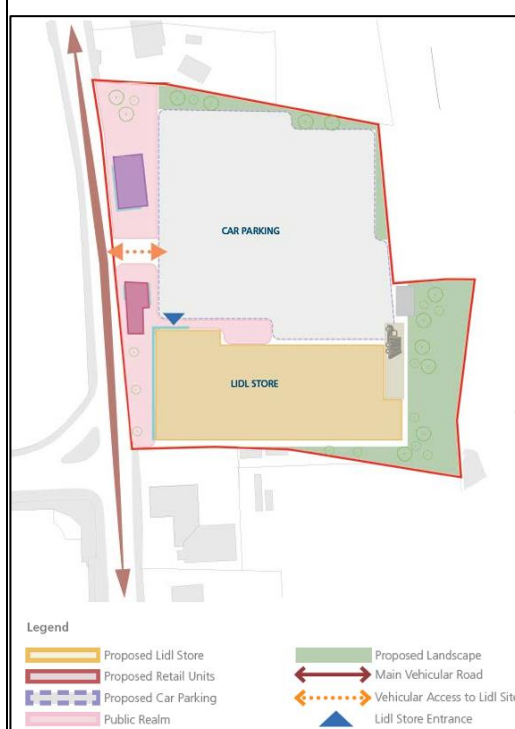 CAR PARKING
LIDL STORE
Legend
Proposed Lidl Store
Proposed Retail Units
Proposed Car Parking
Public Realm
Proposed Landscape
Main Vehicular Road
Vehicular Access to Lidl Site
Lidl Store Entrance